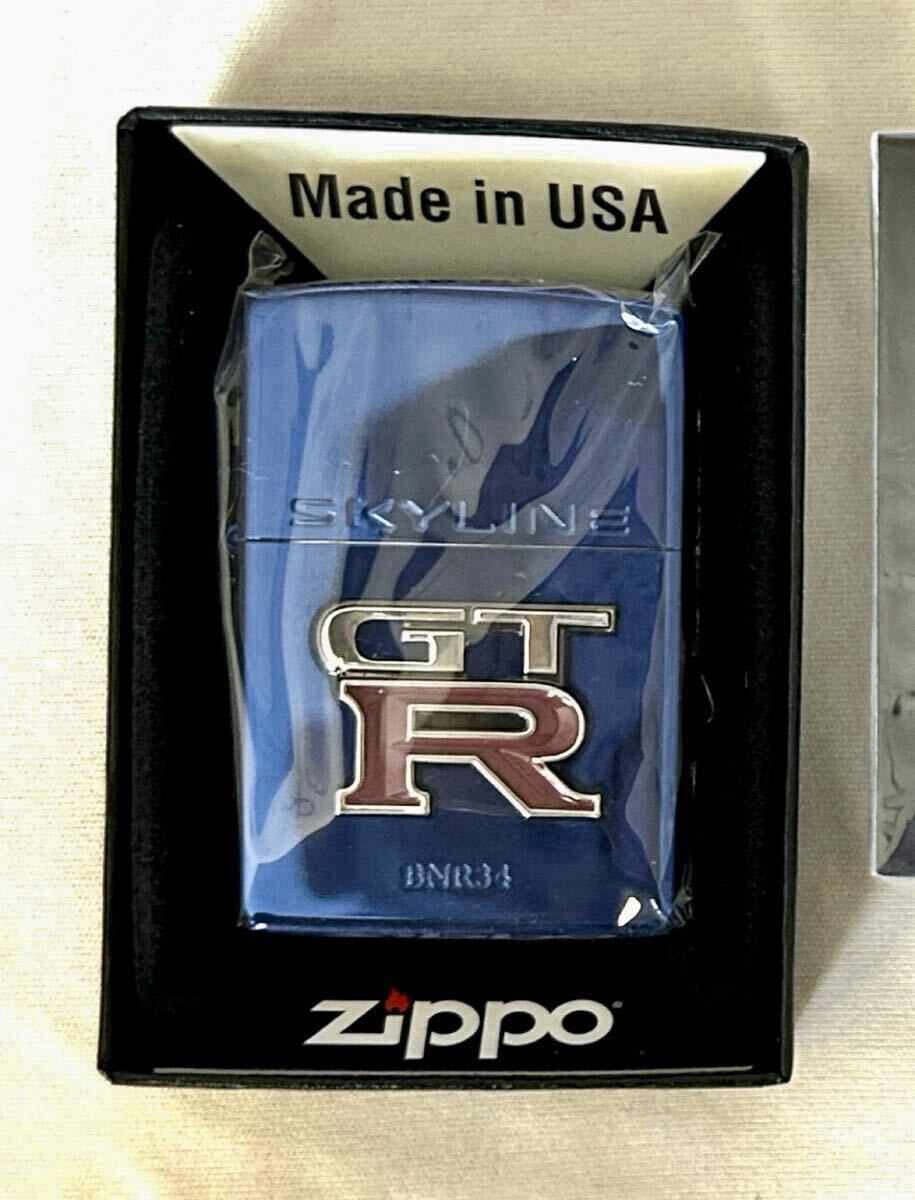 Made in USA
SKYLINE
GT
R
BNR34
zippo